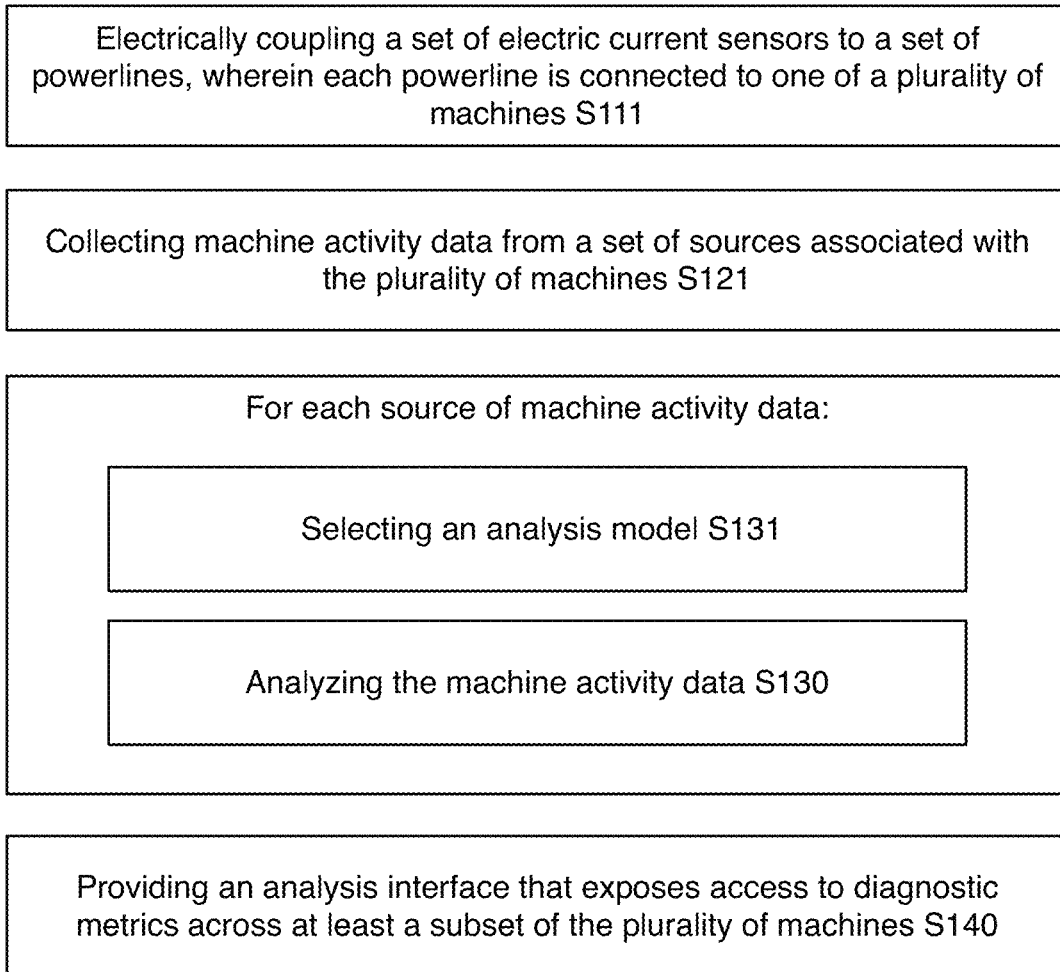 Electrically coupling a set of electric current sensors to a set of
powerlines, wherein each powerline is connected to one of a plurality of
machines S111
Collecting machine activity data from a set of sources associated with
the plurality of machines S121
For each source of machine activity data:
Selecting an analysis model S131
Analyzing the machine activity data S130
Providing an analysis interface that exposes access to diagnostic
metrics across at least a subset of the plurality of machines S140